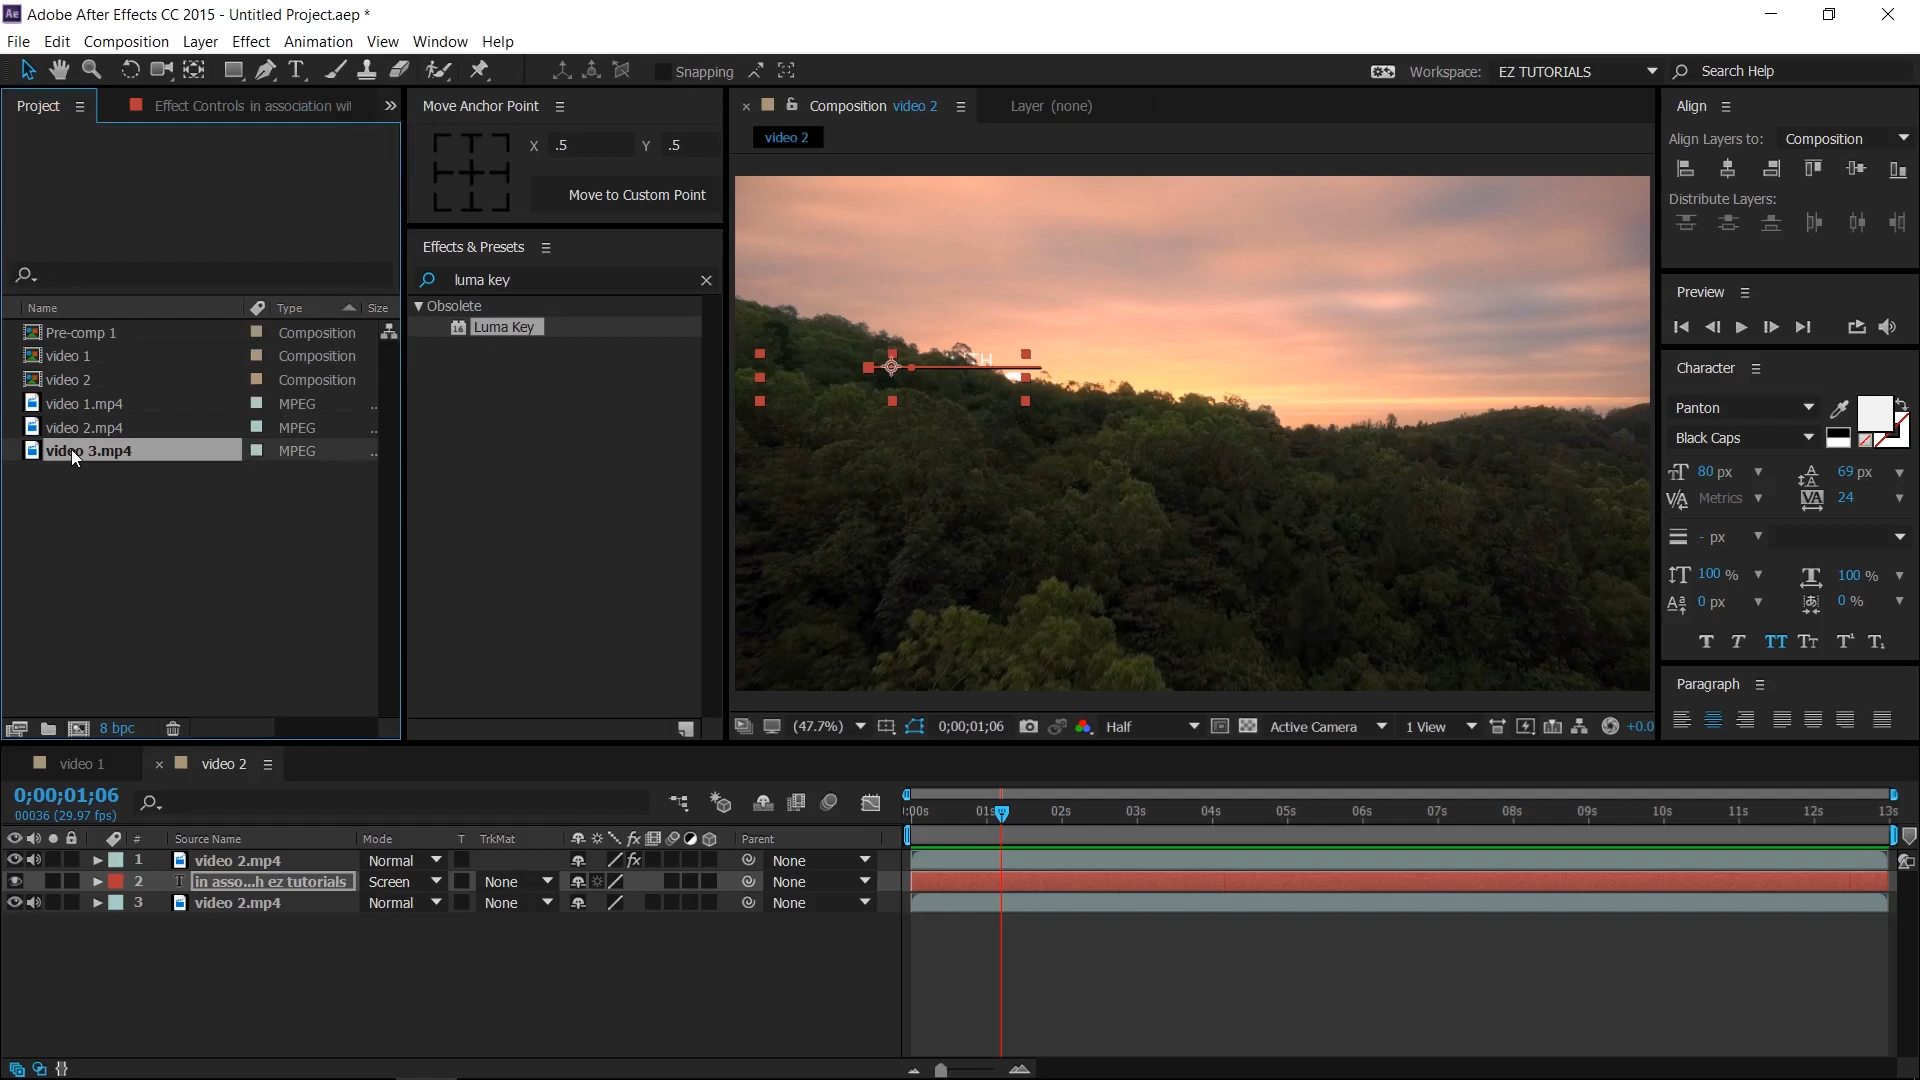 Ae Adobe After Effects CC 2015 - Untitled Project.aep *
File Edit Composition Layer Effect Animation View Window Help
Snapping
Workspace: EZ TUTORIALS
Search Help
Project
Effect Controls in association wit
Name Type Size
Pre-comp 1 Composition
video 1 Composition
video 2 Composition
video 1.mp4 MPEG ..
video 2.mp4 MPEG ..
video 3.mp4 MPEG ..
8 bpc
Move Anchor Point
X .5 Y .5
Move to Custom Point
Effects & Presets
luma key
Obsolete
16 Luma Key
Composition video 2
Layer (none)
video 2
TH
(47.7%) 0;00;01;06 Half Active Camera 1 View +0.0
Align
Align Layers to: Composition
Distribute Layers:
Preview
Character
Panton
Black Caps
80 px 69 px
Metrics 24
- px
100 % 100 %
0 px 0 %
Paragraph
video 1 video 2
0;00;01;06
00036 (29.97 fps)
:00s 01s 02s 03s 04s 05s 06s 07s 08s 09s 10s 11s 12s 13s
# Source Name Mode T TrkMat Parent
1 video 2.mp4 Normal None
2 T in asso...h ez tutorials Screen None None
3 video 2.mp4 Normal None None